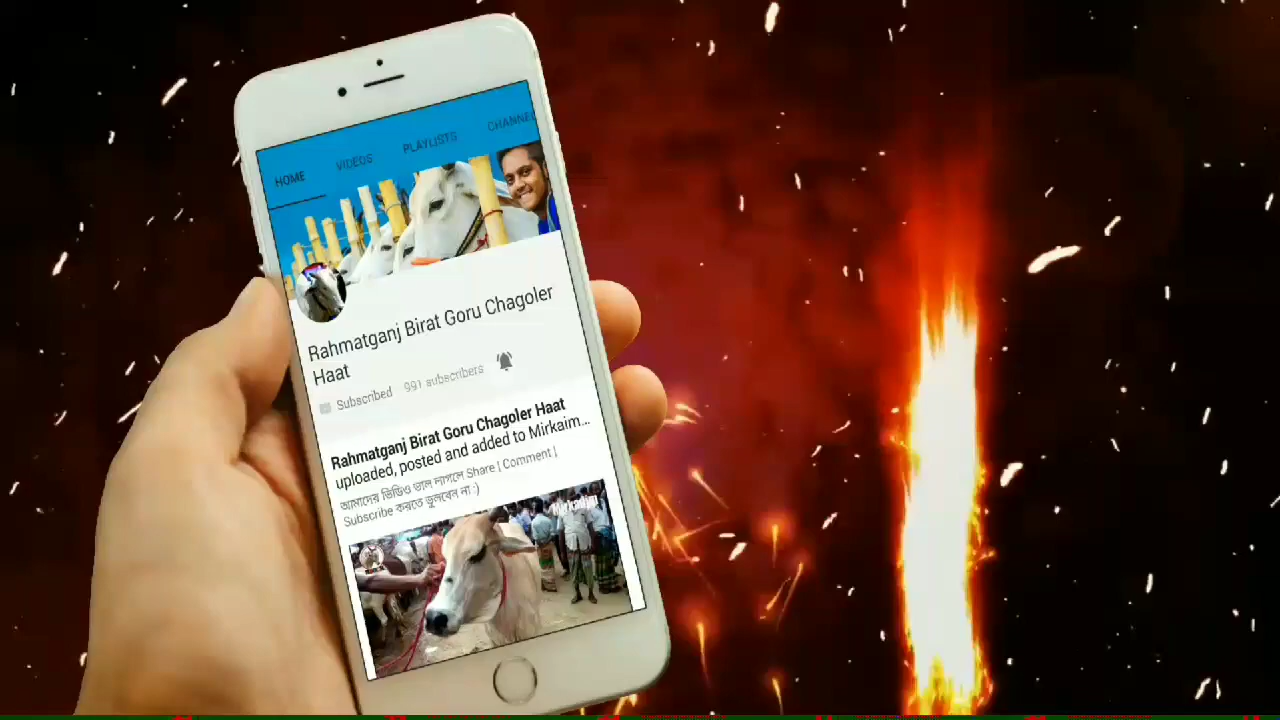 HOME VIDEOS PLAYLISTS CHANNEL
Rahmatganj Birat Goru Chagoler
Haat
Subscribed 991 subscribers
Rahmatganj Birat Goru Chagoler Haat
uploaded, posted and added to Mirkaim...
আমাদের ভিডিও ভাল লাগলে Share | Comment |
Subscribe করতে ভুলবেন না :)